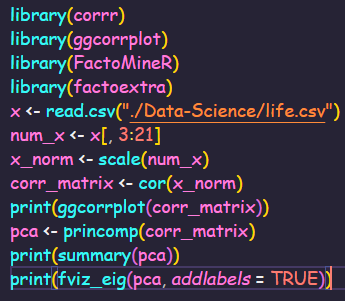 library(corrr)
library(ggcorrplot)
library(FactoMineR)
library(factoextra)
x <- read.csv("./Data-Science/life.csv")
num_x <- x[, 3:21]
x_norm <- scale(num_x)
corr_matrix <- cor(x_norm)
print(ggcorrplot(corr_matrix))
pca <- princomp(corr_matrix)
print(summary(pca))
print(fviz_eig(pca, addlabels = TRUE))